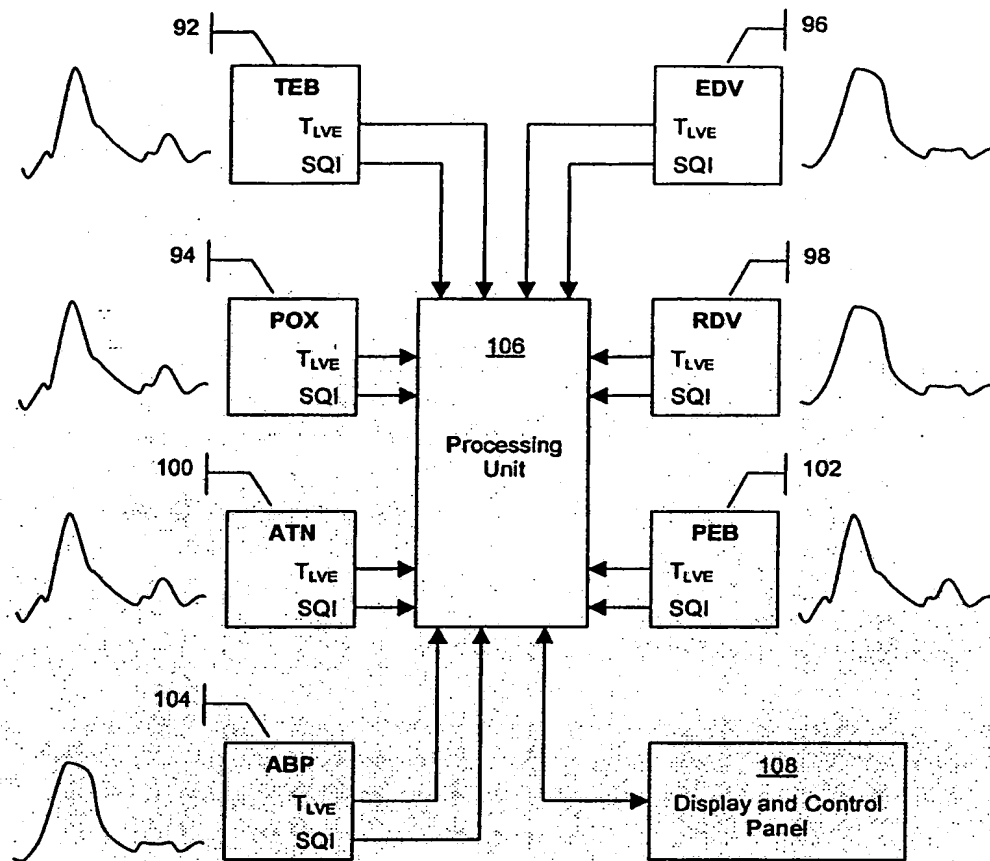 92
TEB
T_LVE
SQI
96
EDV
T_LVE
SQI
94
POX
T_LVE
SQI
98
RDV
T_LVE
SQI
106
Processing
Unit
100
ATN
T_LVE
SQI
102
PEB
T_LVE
SQI
104
ABP
T_LVE
SQI
108
Display and Control
Panel